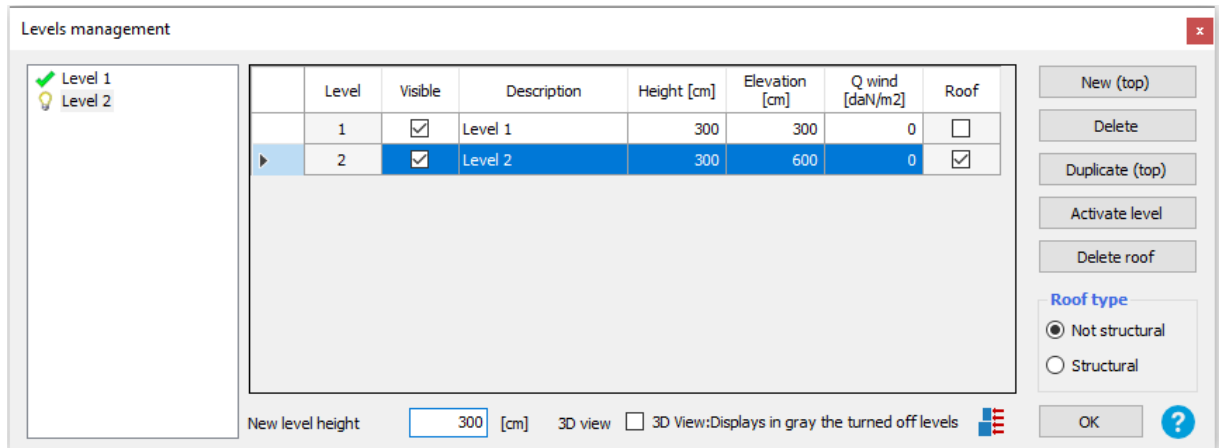 Levels management
x
Level 1
Level 2
Level Visible Description Height [cm] Elevation [cm] Q wind [daN/m2] Roof
1 Level 1 300 300 0
2 Level 2 300 600 0
New (top)
Delete
Duplicate (top)
Activate level
Delete roof
Roof type
Not structural
Structural
New level height 300 [cm] 3D view 3D View:Displays in gray the turned off levels
OK
?